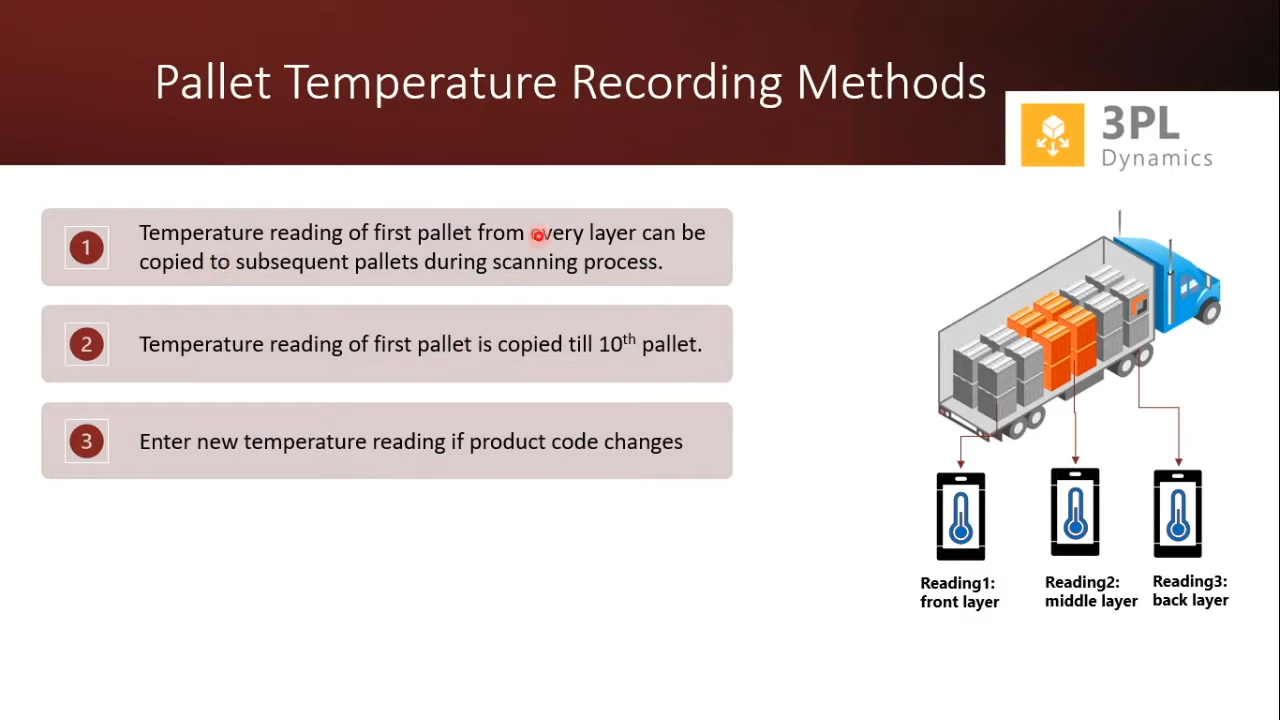 Pallet Temperature Recording Methods
3PL
Dynamics
1
Temperature reading of first pallet from every layer can be
copied to subsequent pallets during scanning process.
2
Temperature reading of first pallet is copied till 10th pallet.
3
Enter new temperature reading if product code changes
Reading1:
front layer
Reading2:
middle layer
Reading3:
back layer